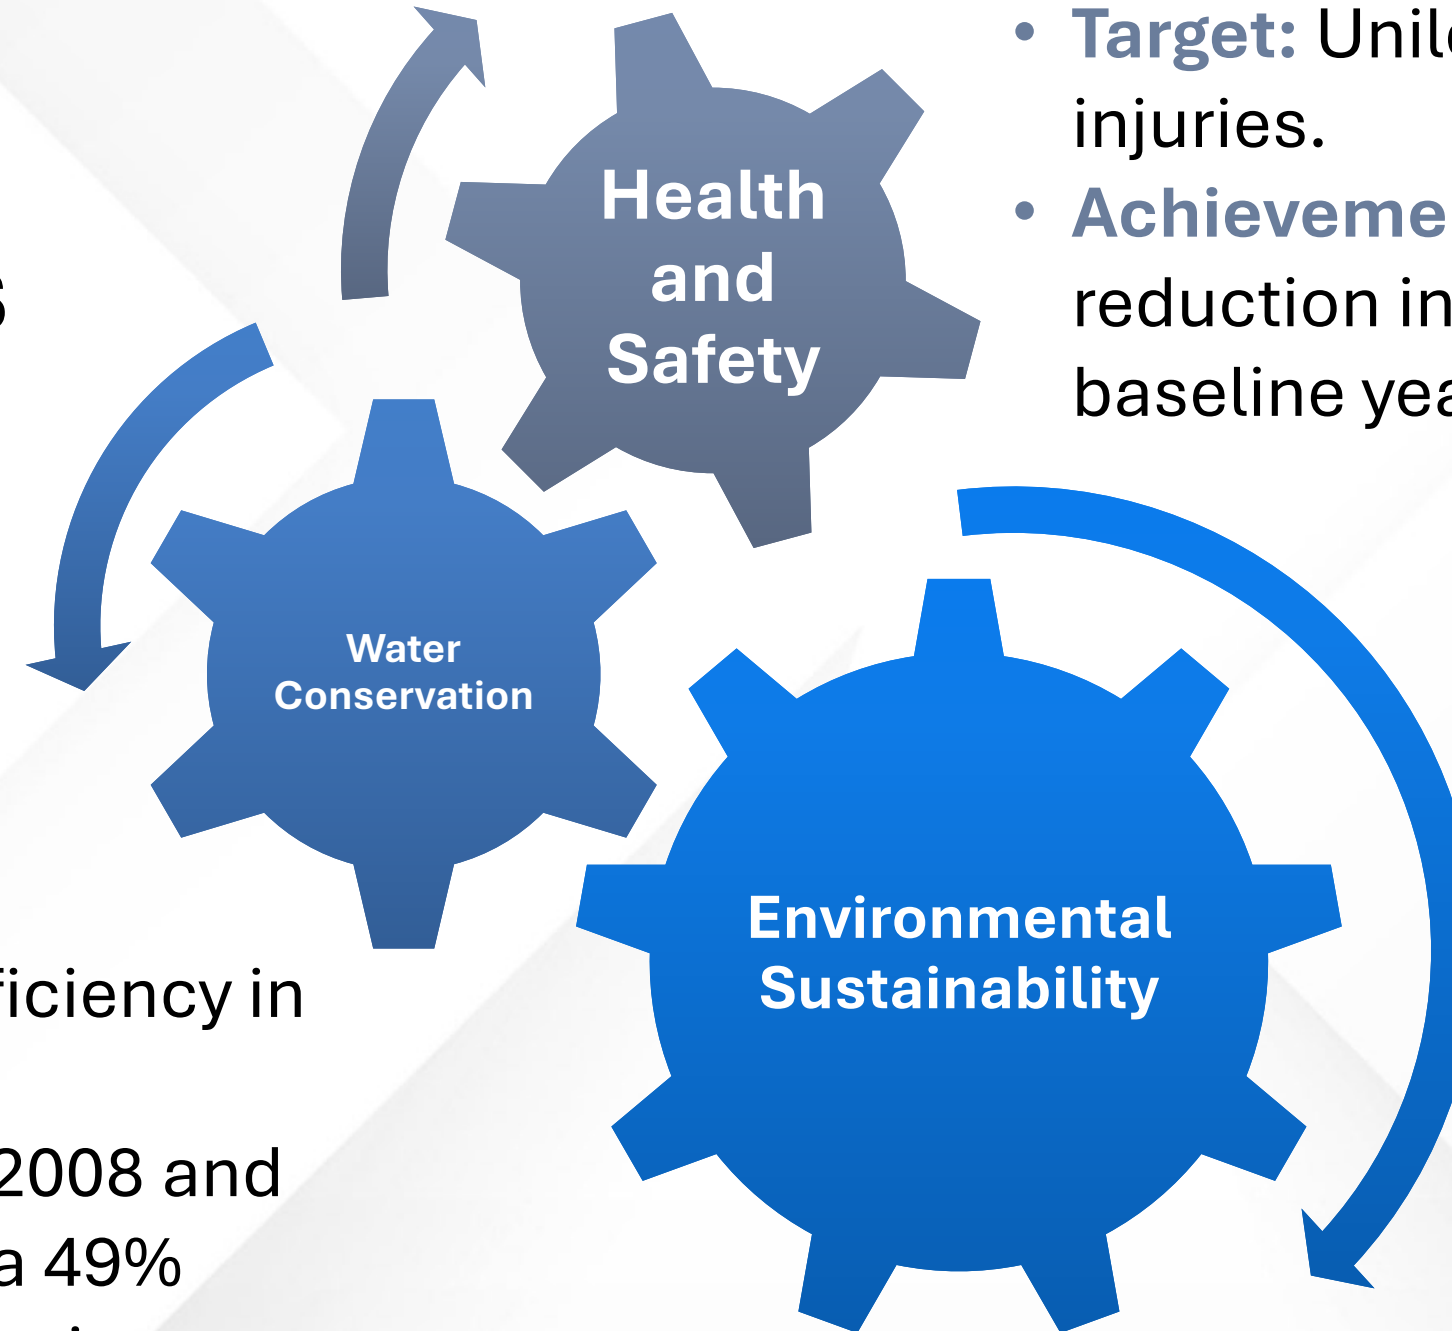 • Target: Unil
injuries.
• Achieveme
reduction in
baseline yea
Health
and
Safety
s
Water
Conservation
Environmental
Sustainability
ficiency in
2008 and
a 49%